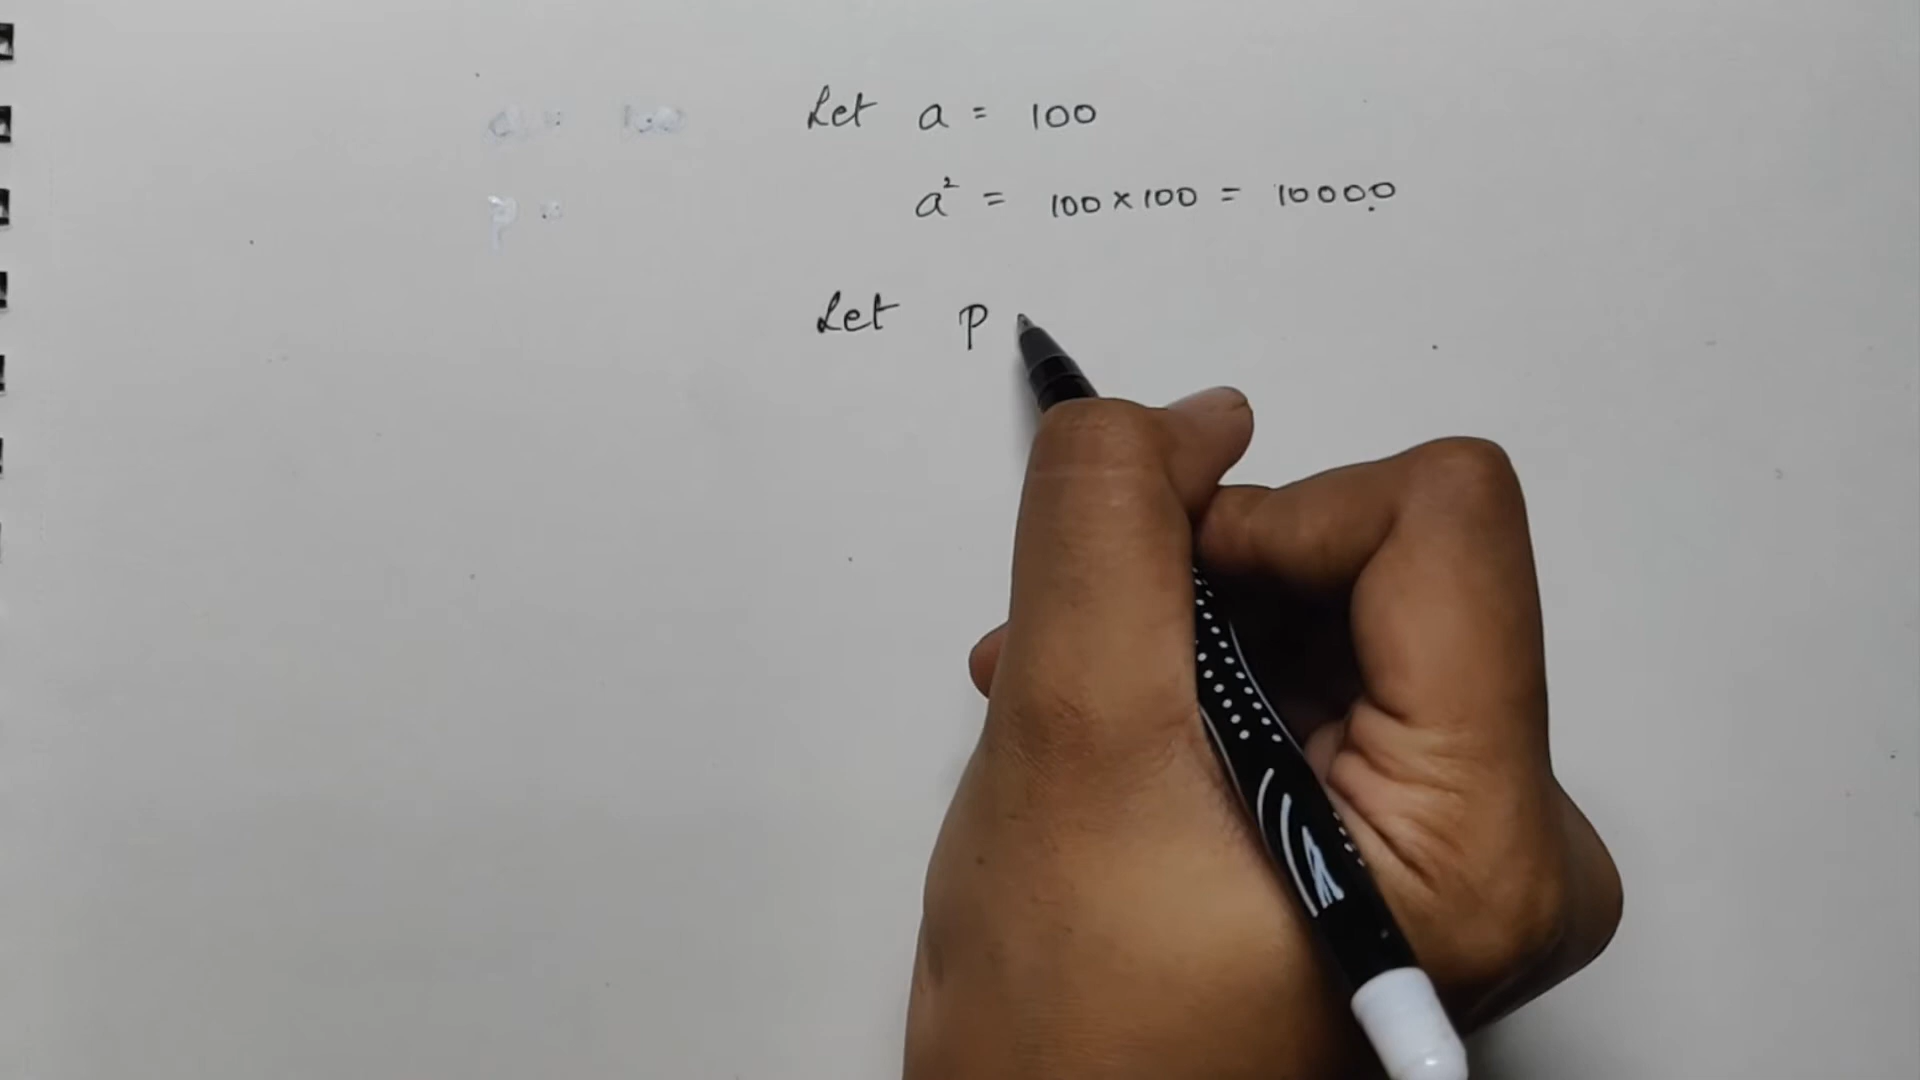 Let a = 100
a² = 100 × 100 = 10000
Let p